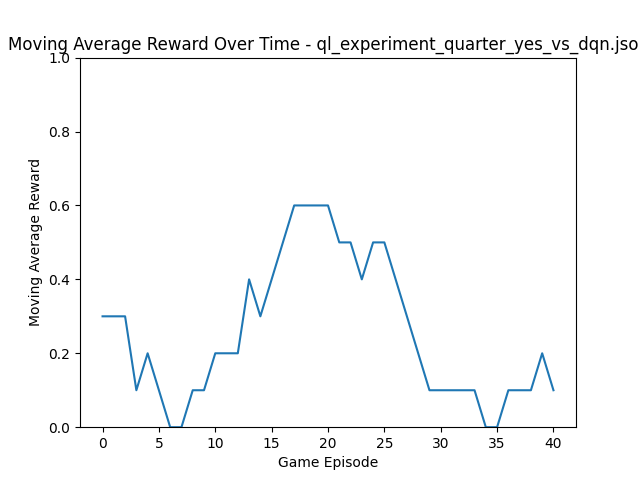 Moving Average Reward Over Time - ql_experiment_quarter_yes_vs_dqn.jso
1.0
0.8
0.6
0.4
0.2
0.0
Moving Average Reward
0 5 10 15 20 25 30 35 40
Game Episode